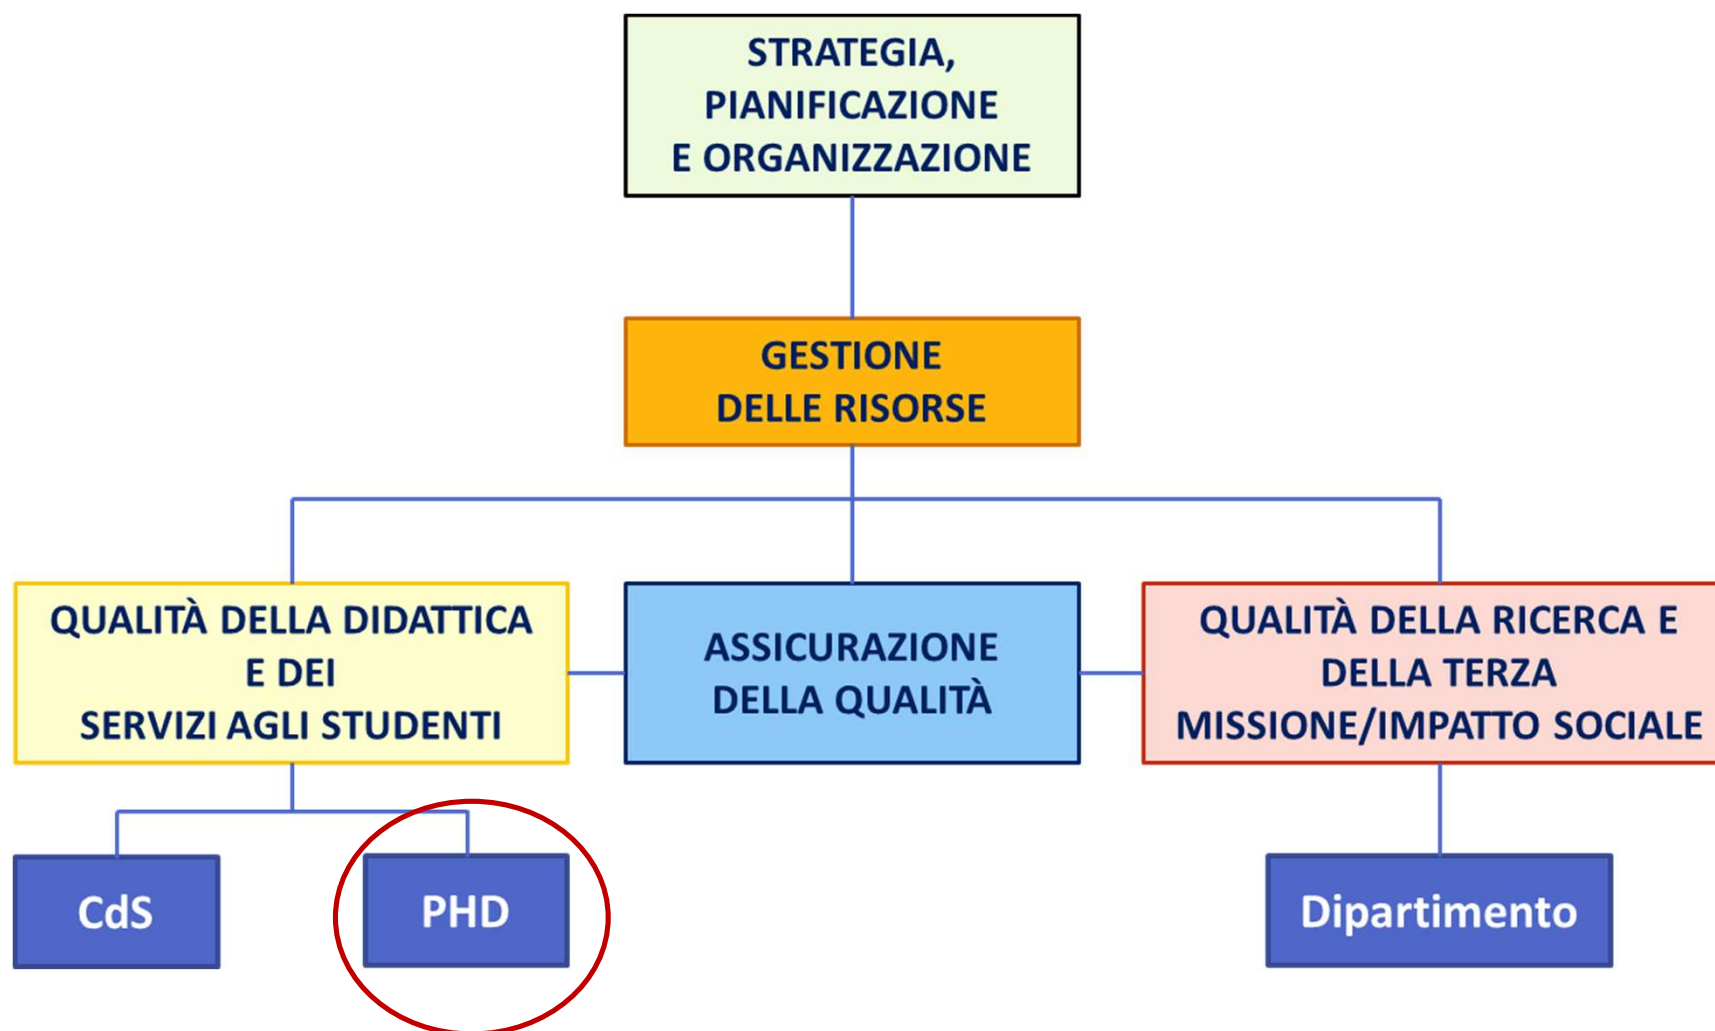 STRATEGIA,
PIANIFICAZIONE
E ORGANIZZAZIONE
GESTIONE
DELLE RISORSE
QUALITÀ DELLA DIDATTICA
E DEI
SERVIZI AGLI STUDENTI
ASSICURAZIONE
DELLA QUALITÀ
QUALITÀ DELLA RICERCA E
DELLA TERZA
MISSIONE/IMPATTO SOCIALE
CdS
PHD
Dipartimento